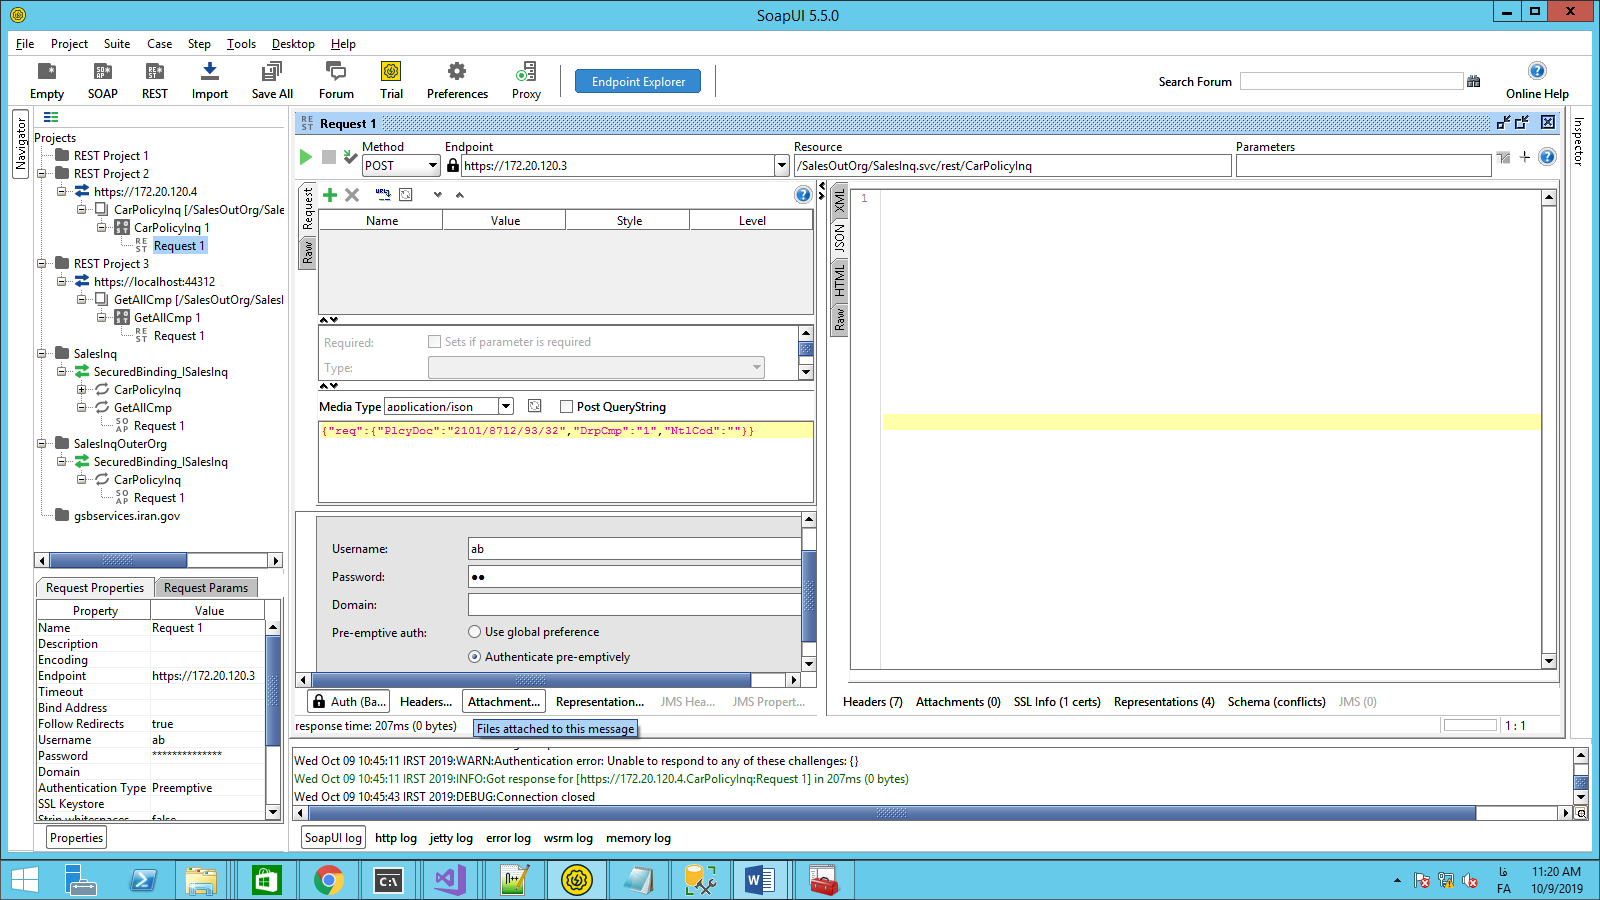 SoapUI 5.5.0
File Project Suite Case Step Tools Desktop Help
Empty SOAP REST Import Save All Forum Trial Preferences Proxy
Endpoint Explorer
Search Forum
Online Help
Navigator
Projects
REST Project 1
REST Project 2
https://172.20.120.4
CarPolicyInq [/SalesOutOrg/Sale
CarPolicyInq 1
Request 1
REST Project 3
https://localhost:44312
GetAllCmp [/SalesOutOrg/SalesI
GetAllCmp 1
Request 1
SalesInq
SecuredBinding_ISalesInq
CarPolicyInq
GetAllCmp
Request 1
SalesInqOuterOrg
SecuredBinding_ISalesInq
CarPolicyInq
Request 1
gsbservices.iran.gov
Request Properties Request Params
Property Value
Name Request 1
Description
Encoding
Endpoint https://172.20.120.3
Timeout
Bind Address
Follow Redirects true
Username ab
Password **************
Domain
Authentication Type Preemptive
SSL Keystore
Strip whitespaces false
Properties
Request 1
Method Endpoint Resource Parameters
POST https://172.20.120.3 /SalesOutOrg/SalesInq.svc/rest/CarPolicyInq
Request
Raw
Name Value Style Level
Required: Sets if parameter is required
Type:
Media Type application/json Post QueryString
{"req":{"PlcyDoc":"2101/8712/93/32","DrpCmp":"1","NtlCod":""}}
Username: ab
Password: ●●
Domain:
Pre-emptive auth: Use global preference
Authenticate pre-emptively
Auth (Ba... Headers... Attachment... Representation... JMS Hea... JMS Propert...
response time: 207ms (0 bytes)
Files attached to this message
XML
JSON
HTML
Raw
1
Headers (7) Attachments (0) SSL Info (1 certs) Representations (4) Schema (conflicts) JMS (0)
1 : 1
Inspector
Wed Oct 09 10:45:11 IRST 2019:WARN:Authentication error: Unable to respond to any of these challenges: {}
Wed Oct 09 10:45:11 IRST 2019:INFO:Got response for [https://172.20.120.4.CarPolicyInq:Request 1] in 207ms (0 bytes)
Wed Oct 09 10:45:43 IRST 2019:DEBUG:Connection closed
SoapUI log http log jetty log error log wsrm log memory log
فا
FA
11:20 AM
10/9/2019